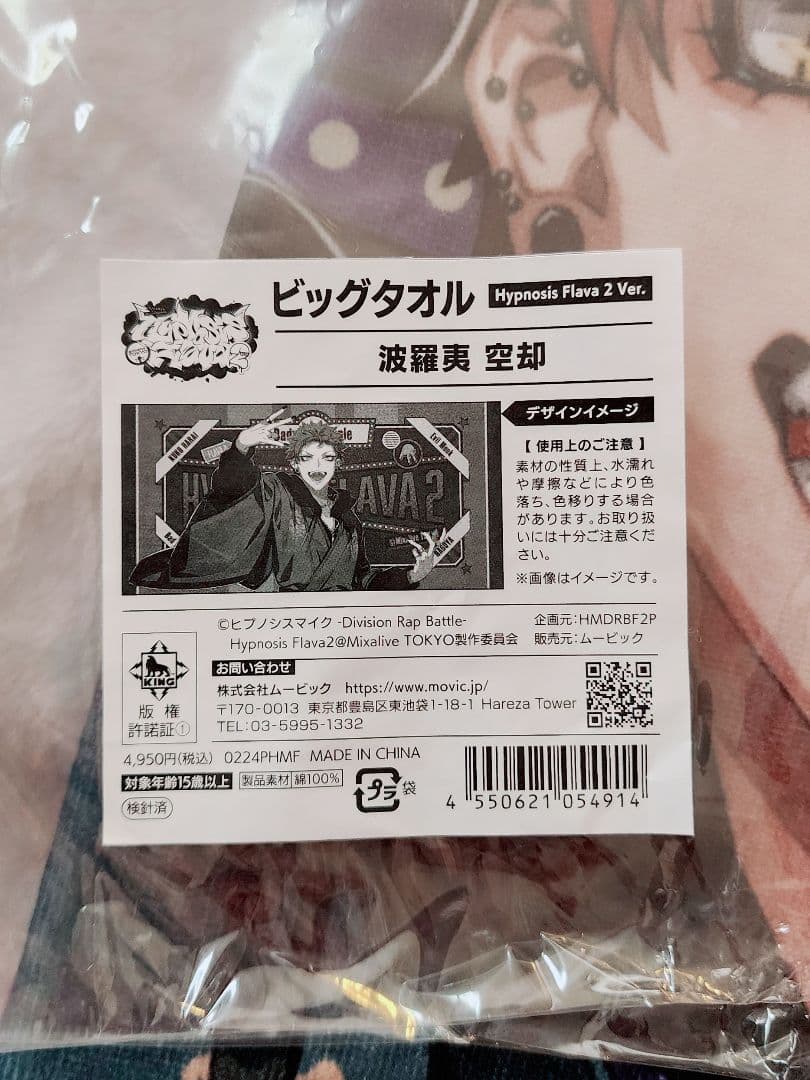 ビッグタオル
Hypnosis Flava 2 Ver.
波羅夷 空却
デザインイメージ
KUKO HARAI
Evil Monk
FLAVA 2
NAGOYA
【 使用上のご注意 】
素材の性質上、水濡れ
や摩擦などにより色
落ち、色移りする場合
があります。お取り扱
いには十分ご注意くだ
さい。
※画像はイメージです。
©ヒプノシスマイク -Division Rap Battle-
Hypnosis Flava2@Mixalive TOKYO製作委員会
企画元:HMDRBF2P
販売元:ムービック
KING
版 権
許諾証①
お問い合わせ
株式会社ムービック https://www.movic.jp/
〒170-0013 東京都豊島区東池袋1-18-1 Hareza Tower
TEL:03-5995-1332
4,950円(税込) 0224PHMF MADE IN CHINA
対象年齢15歳以上 製品素材 綿100%
検針済
プラ 袋
4 550621 054914